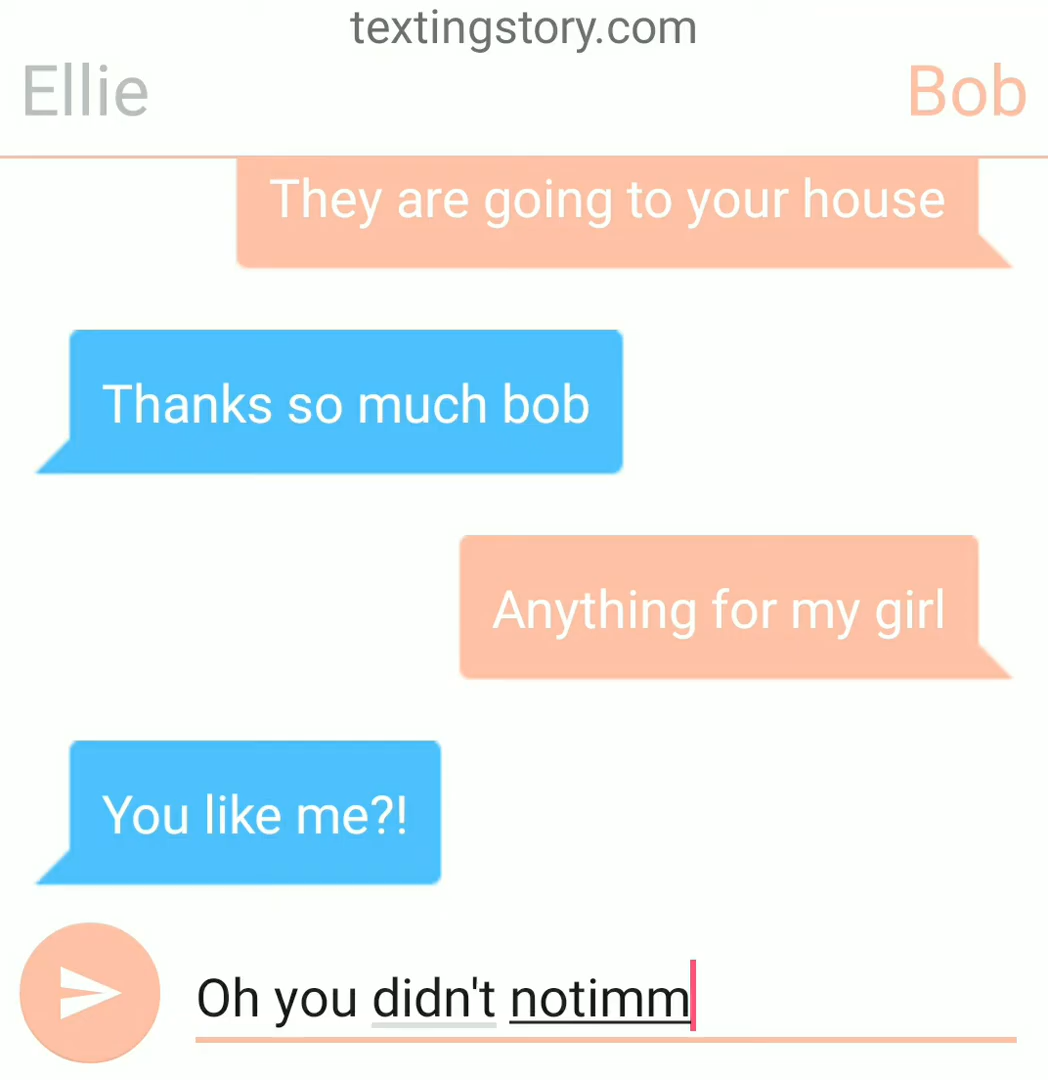 textingstory.com
Ellie
Bob
They are going to your house
Thanks so much bob
Anything for my girl
You like me?!
Oh you didn't notimm